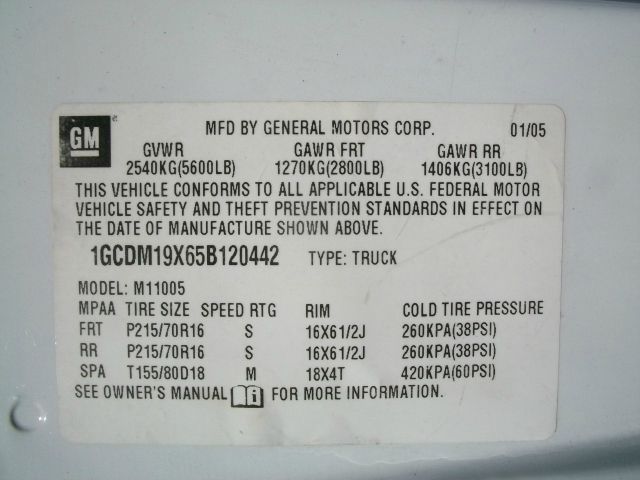 GM MFD BY GENERAL MOTORS CORP. 01/05
GVWR GAWR FRT GAWR RR
2540KG(5600LB) 1270KG(2800LB) 1406KG(3100LB)
THIS VEHICLE CONFORMS TO ALL APPLICABLE U.S. FEDERAL MOTOR
VEHICLE SAFETY AND THEFT PREVENTION STANDARDS IN EFFECT ON
THE DATE OF MANUFACTURE SHOWN ABOVE.
1GCDM19X65B120442 TYPE: TRUCK
MODEL: M11005
MPAA TIRE SIZE SPEED RTG RIM COLD TIRE PRESSURE
FRT P215/70R16 S 16X61/2J 260KPA(38PSI)
RR P215/70R16 S 16X61/2J 260KPA(38PSI)
SPA T155/80D18 M 18X4T 420KPA(60PSI)
SEE OWNER'S MANUAL i FOR MORE INFORMATION.